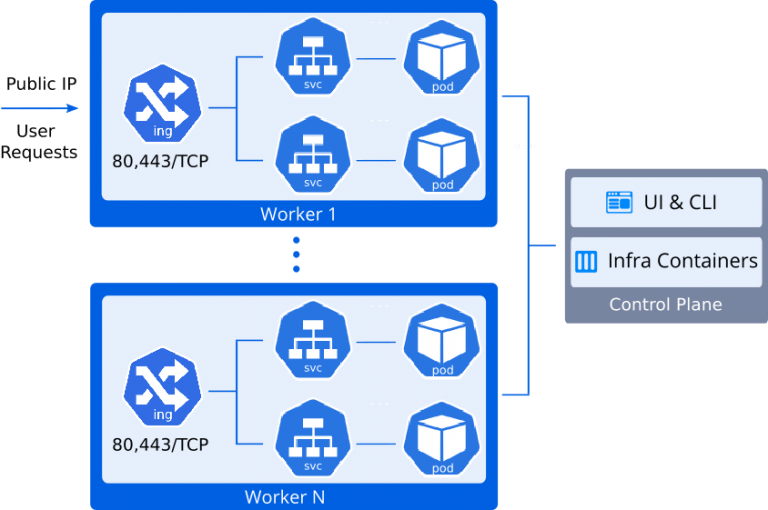 Public IP
User
Requests
ing
80,443/TCP
svc
pod
svc
pod
Worker 1
UI & CLI
Infra Containers
Control Plane
svc
pod
ing
80,443/TCP
svc
pod
Worker N